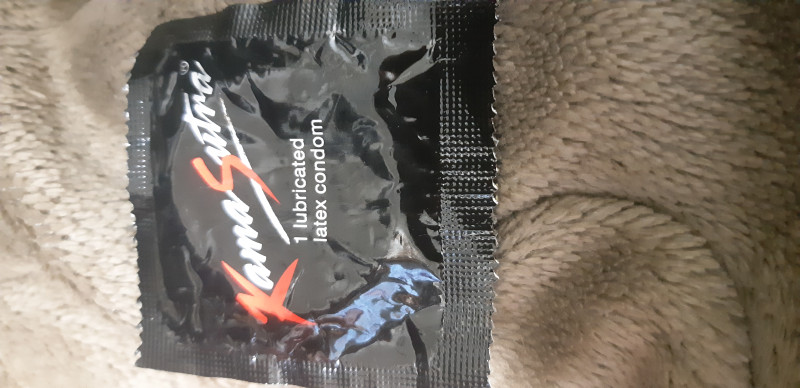 KamaSutra®
1 lubricated
latex condom